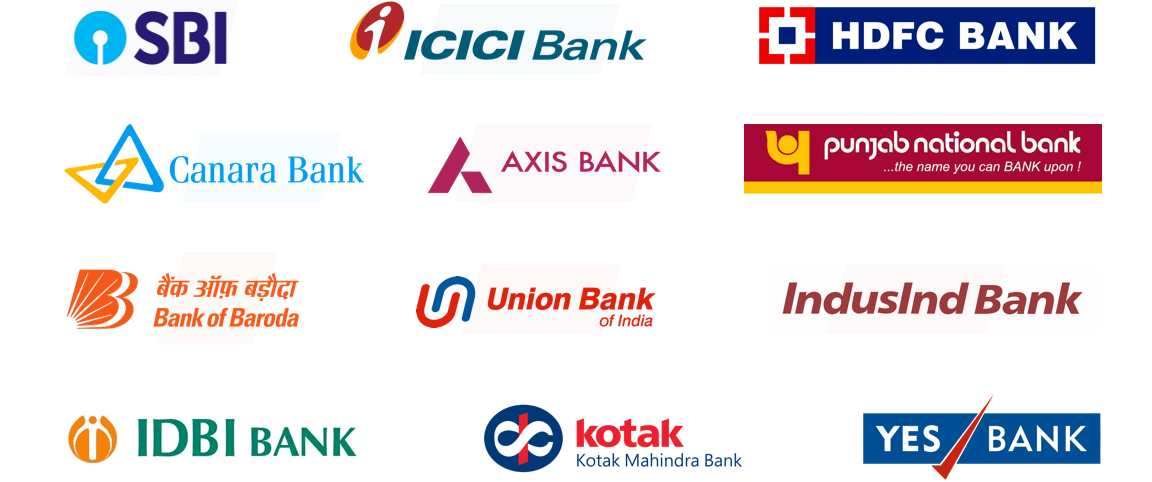 SBI
ICICI Bank
HDFC BANK
Canara Bank
AXIS BANK
punjab national bank
...the name you can BANK upon !
बैंक ऑफ़ बड़ौदा
Bank of Baroda
Union Bank
of India
IndusInd Bank
IDBI BANK
kotak
Kotak Mahindra Bank
YES BANK